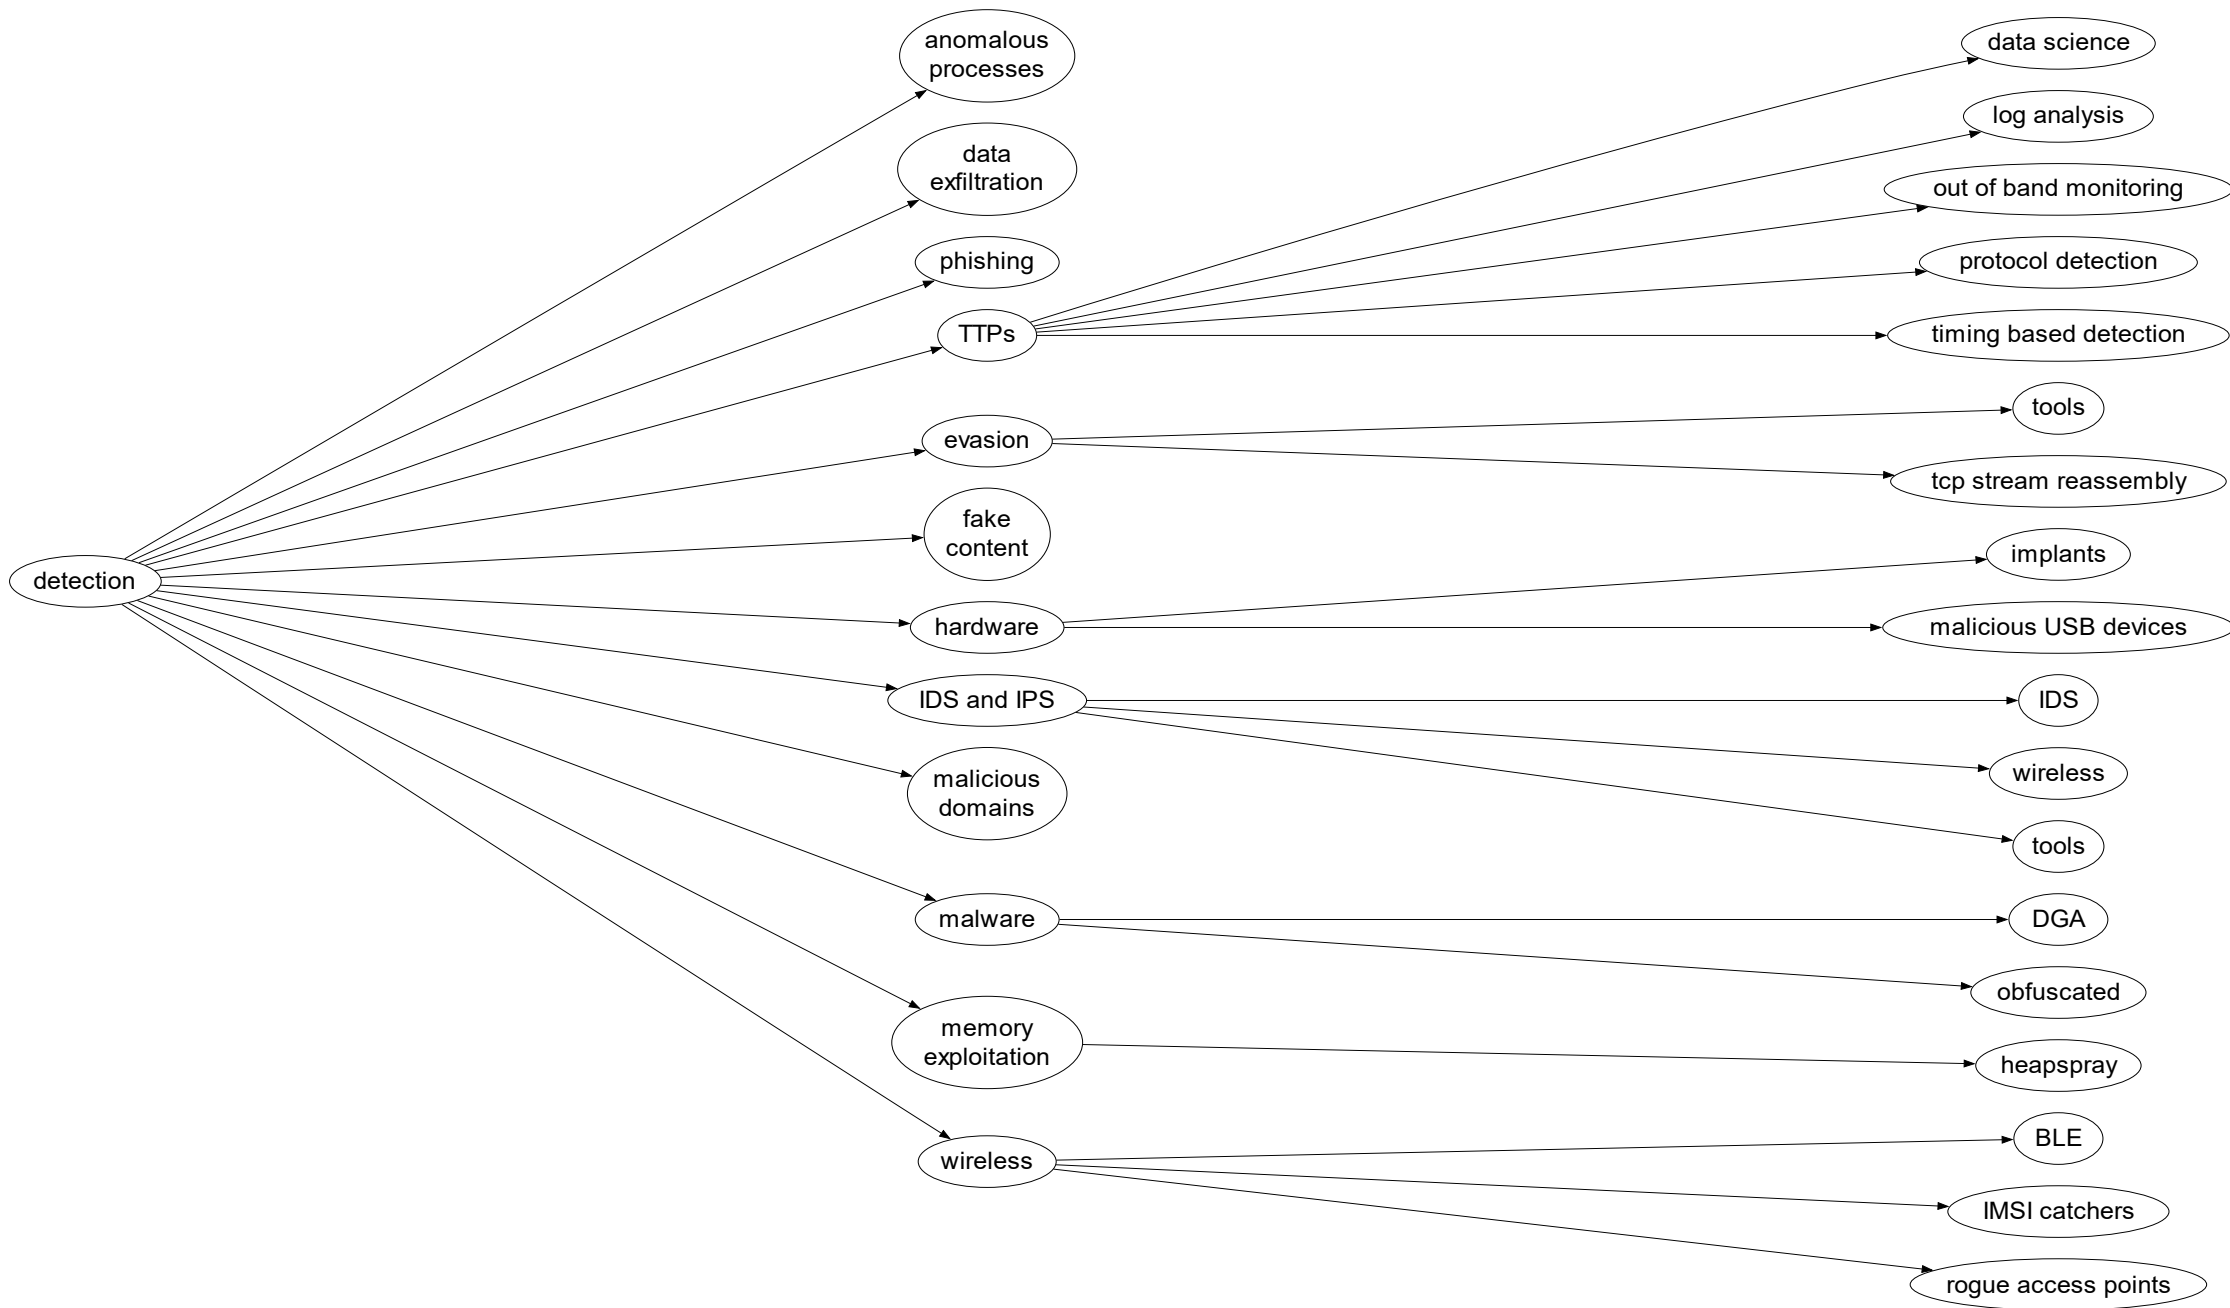 detection
anomalous
processes
data
exfiltration
phishing
TTPs
evasion
fake
content
hardware
IDS and IPS
malicious
domains
malware
memory
exploitation
wireless
data science
log analysis
out of band monitoring
protocol detection
timing based detection
tools
tcp stream reassembly
implants
malicious USB devices
IDS
wireless
tools
DGA
obfuscated
heapspray
BLE
IMSI catchers
rogue access points